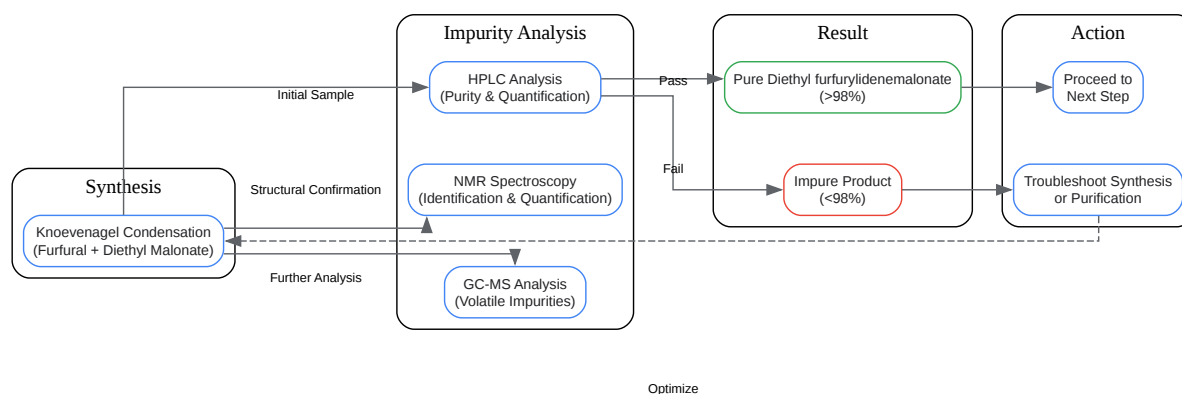 Synthesis
Knoevenagel Condensation
(Furfural + Diethyl Malonate)
Initial Sample
Structural Confirmation
Further Analysis
Impurity Analysis
HPLC Analysis
(Purity & Quantification)
NMR Spectroscopy
(Identification & Quantification)
GC-MS Analysis
(Volatile Impurities)
Pass
Fail
Result
Pure Diethyl furfurylidenemalonate
(>98%)
Impure Product
(<98%)
Action
Proceed to
Next Step
Troubleshoot Synthesis
or Purification
Optimize